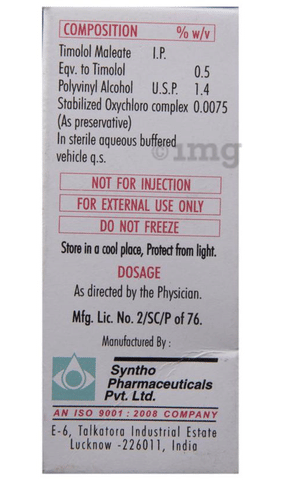 COMPOSITION % w/v
Timolol Maleate I.P.
Eqv. to Timolol 0.5
Polyvinyl Alcohol U.S.P. 1.4
Stabilized Oxychloro complex 0.0075
(As preservative)
In sterile aqueous buffered
vehicle q.s.
1mg
NOT FOR INJECTION
FOR EXTERNAL USE ONLY
DO NOT FREEZE
Store in a cool place, Protect from light.
DOSAGE
As directed by the Physician.
Mfg. Lic. No. 2/SC/P of 76.
Manufactured By :
Syntho
Pharmaceuticals
Pvt. Ltd.
AN ISO 9001 : 2008 COMPANY
E-6, Talkatora Industrial Estate
Lucknow -226011, India